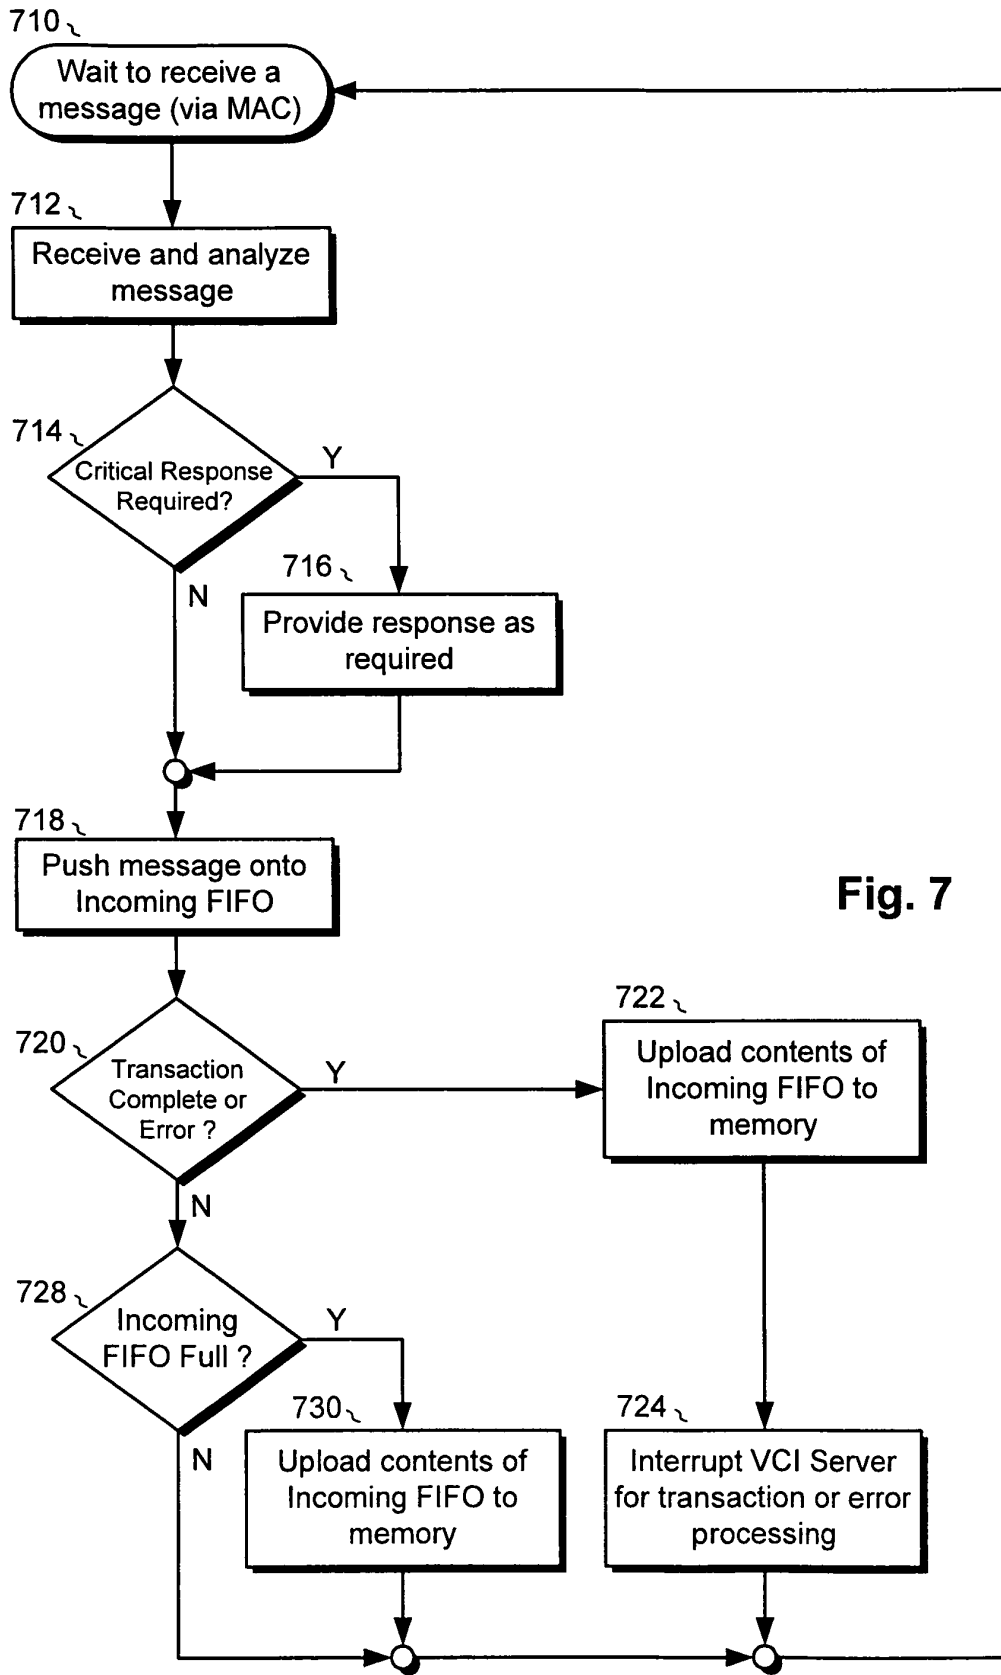 710
Wait to receive a
message (via MAC)
712
Receive and analyze
message
714
Critical Response
Required?
Y
N
716
Provide response as
required
718
Push message onto
Incoming FIFO
Fig. 7
720
Transaction
Complete or
Error ?
Y
N
722
Upload contents of
Incoming FIFO to
memory
728
Incoming
FIFO Full ?
Y
N
730
Upload contents of
Incoming FIFO to
memory
724
Interrupt VCI Server
for transaction or error
processing